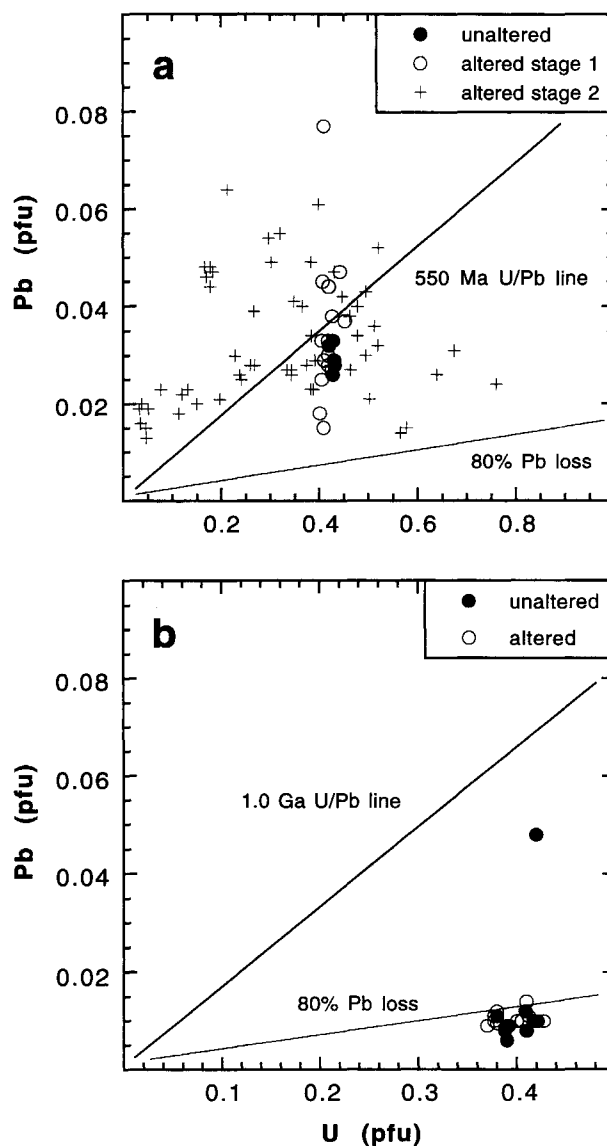 a
unaltered
altered stage 1
altered stage 2
0.08
0.06
0.04
0.02
Pb (pfu)
550 Ma U/Pb line
80% Pb loss
0.2 0.4 0.6 0.8
b
unaltered
altered
0.08
0.06
0.04
0.02
Pb (pfu)
1.0 Ga U/Pb line
80% Pb loss
0.1 0.2 0.3 0.4
U (pfu)